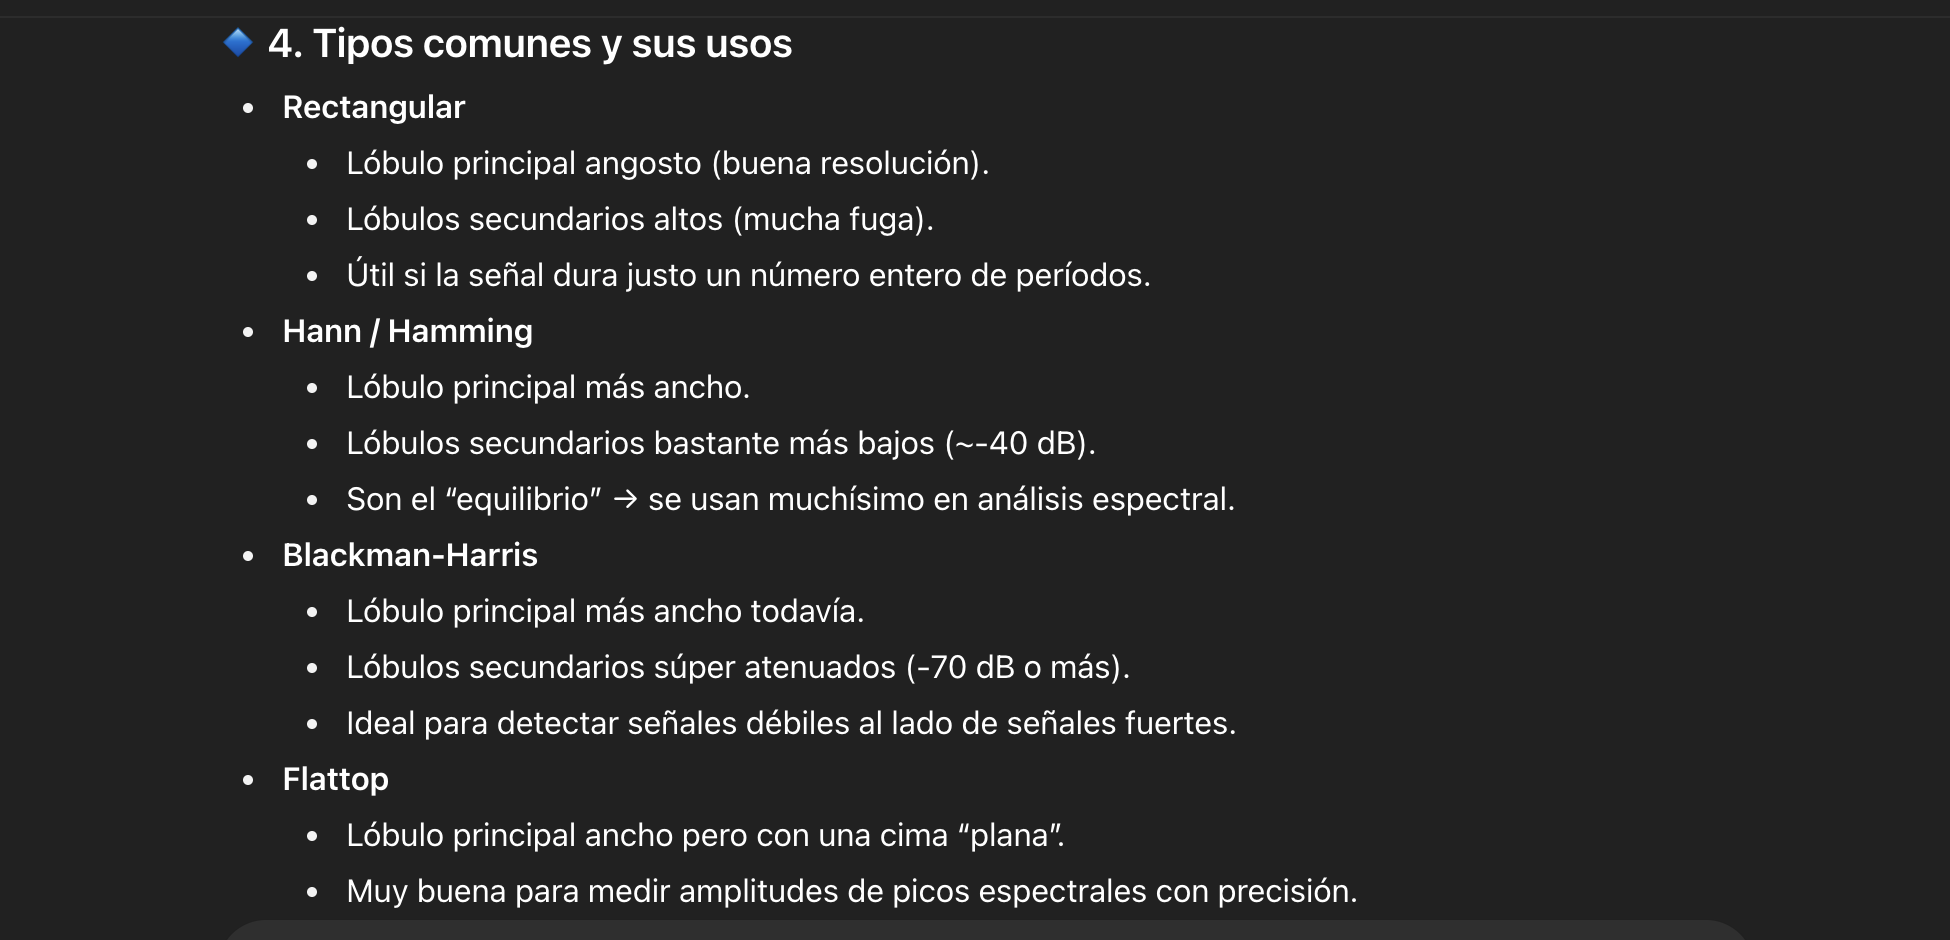 4. Tipos comunes y sus usos
Rectangular
Lóbulo principal angosto (buena resolución).
Lóbulos secundarios altos (mucha fuga).
Útil si la señal dura justo un número entero de períodos.
Hann / Hamming
Lóbulo principal más ancho.
Lóbulos secundarios bastante más bajos (~-40 dB).
Son el “equilibrio” → se usan muchísimo en análisis espectral.
Blackman-Harris
Lóbulo principal más ancho todavía.
Lóbulos secundarios súper atenuados (-70 dB o más).
Ideal para detectar señales débiles al lado de señales fuertes.
Flattop
Lóbulo principal ancho pero con una cima “plana”.
Muy buena para medir amplitudes de picos espectrales con precisión.